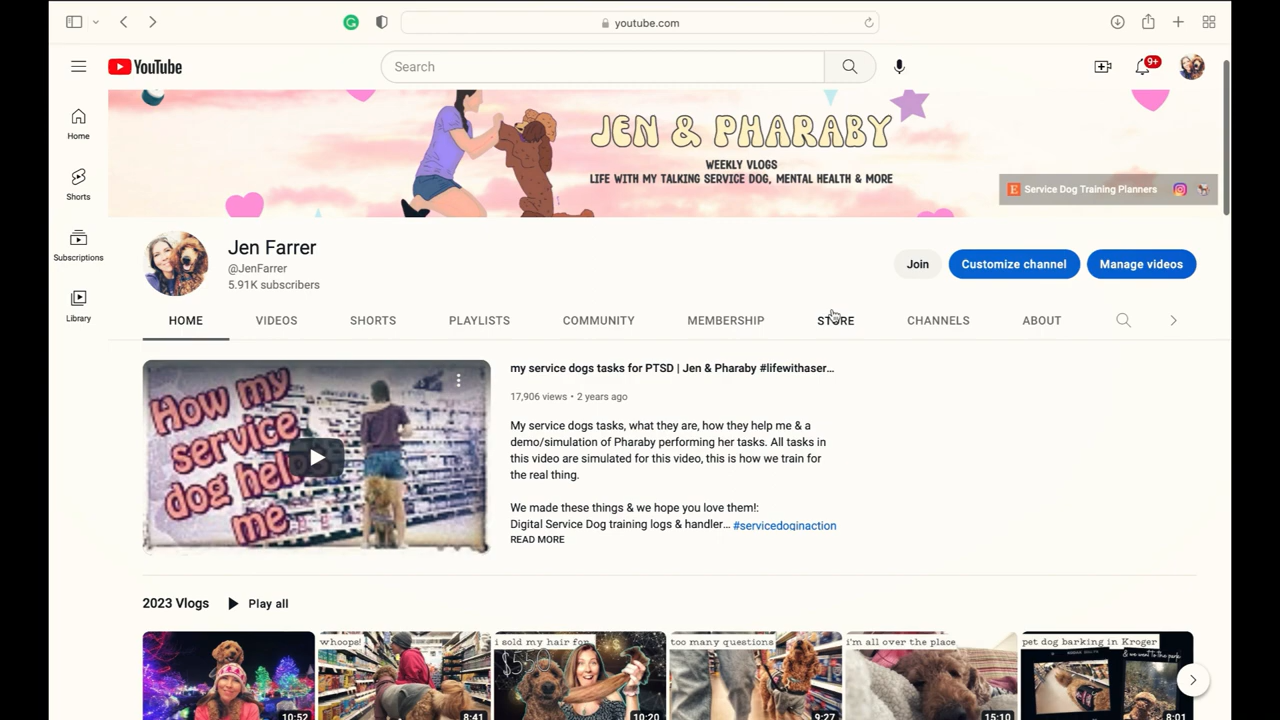 youtube.com
YouTube
Search
9+
Home
Shorts
Subscriptions
Library
JEN & PHARABY
WEEKLY VLOGS
LIFE WITH MY TALKING SERVICE DOG, MENTAL HEALTH & MORE
Service Dog Training Planners
Jen Farrer
@JenFarrer
5.91K subscribers
Join
Customize channel
Manage videos
HOME
VIDEOS
SHORTS
PLAYLISTS
COMMUNITY
MEMBERSHIP
STORE
CHANNELS
ABOUT
How my
service
dog help
me
my service dogs tasks for PTSD | Jen & Pharaby #lifewithaser...
17,906 views • 2 years ago
My service dogs tasks, what they are, how they help me & a
demo/simulation of Pharaby performing her tasks. All tasks in
this video are simulated for this video, this is how we train for
the real thing.
We made these things & we hope you love them!:
Digital Service Dog training logs & handler... #servicedoginaction
READ MORE
2023 Vlogs
Play all
whoops!
i sold my hair for
$550
too many questions
i'm all over the place
pet dog barking in Kroger
10:52
8:41
10:20
9:27
15:10
8:01